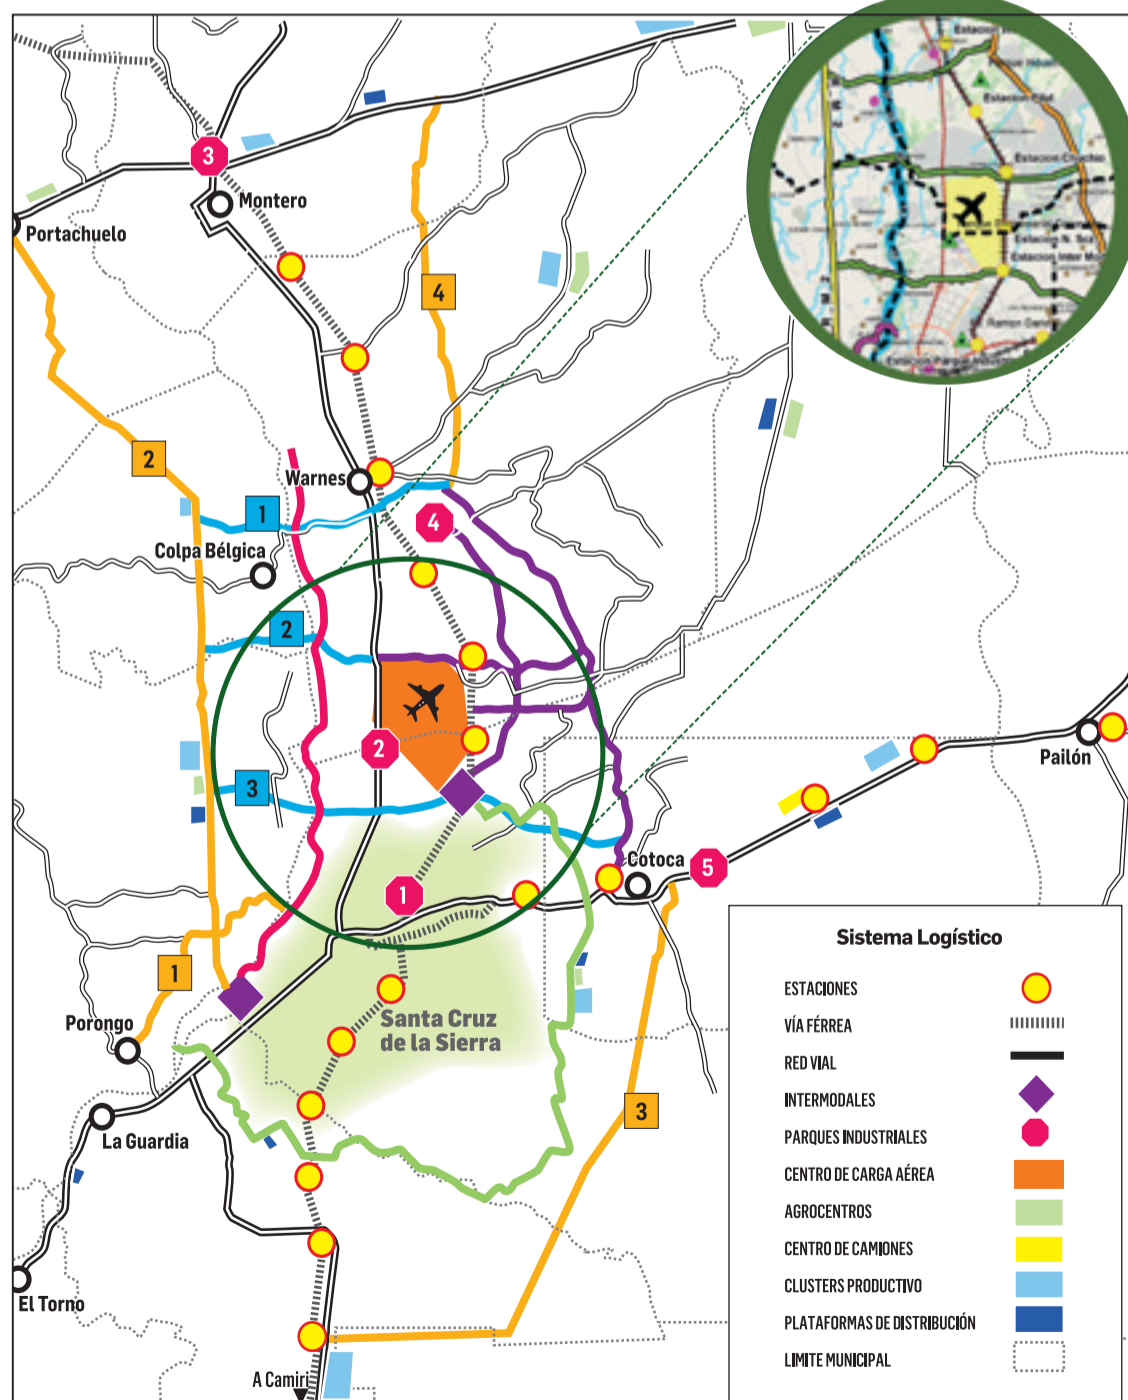 3
Montero
Portachuelo
4
2
Warnes
1
4
Colpa Bélgica
2
2
3
Pailón
Cotoca
5
1
1
Santa Cruz
de la Sierra
Porongo
3
La Guardia
El Torno
A Camiri
Estacion Chuchio
Sistema Logístico
ESTACIONES
VÍA FÉRREA
RED VIAL
INTERMODALES
PARQUES INDUSTRIALES
CENTRO DE CARGA AÉREA
AGROCENTROS
CENTRO DE CAMIONES
CLUSTERS PRODUCTIVO
PLATAFORMAS DE DISTRIBUCIÓN
LIMITE MUNICIPAL